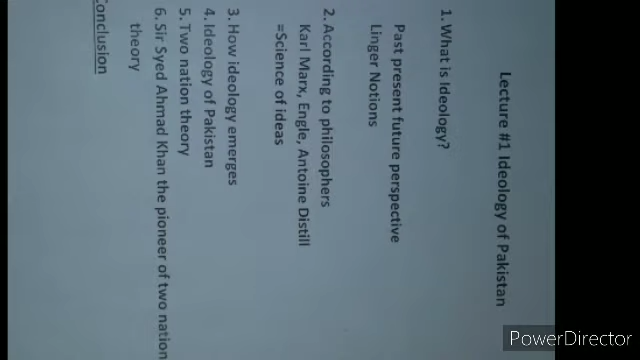 Lecture #1 Ideology of Pakistan
1. What is Ideology?
Past present future perspective
Linger Notions
2. According to philosophers
Karl Marx, Engle, Antoine Distill
=Science of ideas
3. How ideology emerges
4. Ideology of Pakistan
5. Two nation theory
6. Sir Syed Ahmad Khan the pioneer of two nation
theory
Conclusion
PowerDirector